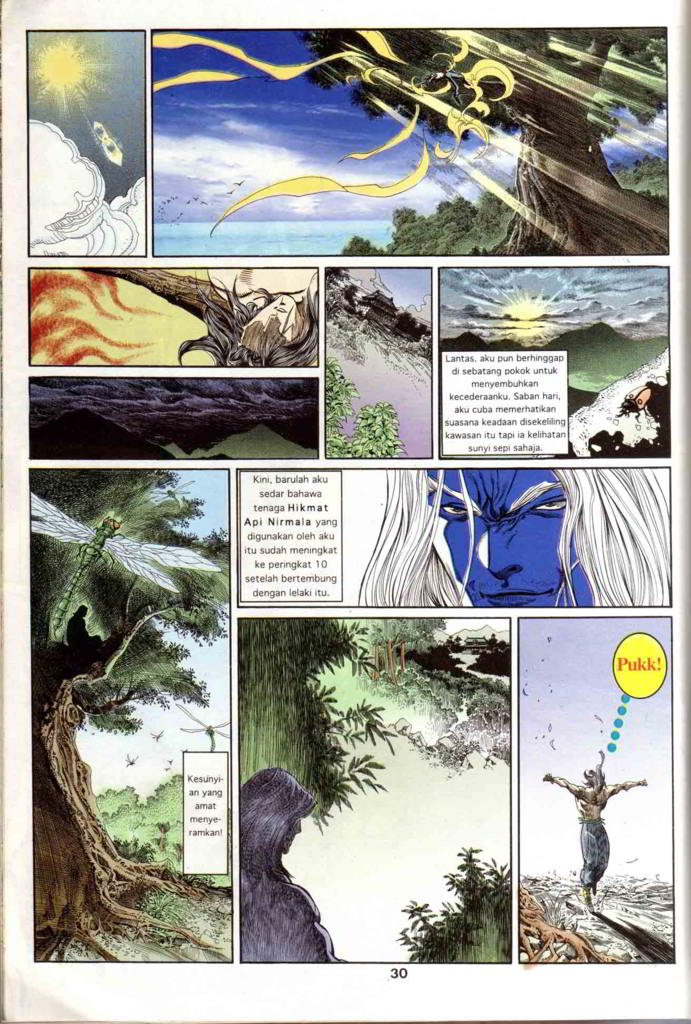 Lantas, aku pun berhinggap
di sebatang pokok untuk
menyembuhkan
kecederaanku. Saban hari,
aku cuba memerhatikan
suasana keadaan disekeliling
kawasan itu tapi ia kelihatan
sunyi sepi sahaja.
Kini, barulah aku
sedar bahawa
tenaga Hikmat
Api Nirmala yang
digunakan oleh aku
itu sudah meningkat
ke peringkat 10
setelah bertembung
dengan lelaki itu.
Kesunyi-
an yang
amat
menye-
ramkan!
Pukk!
30